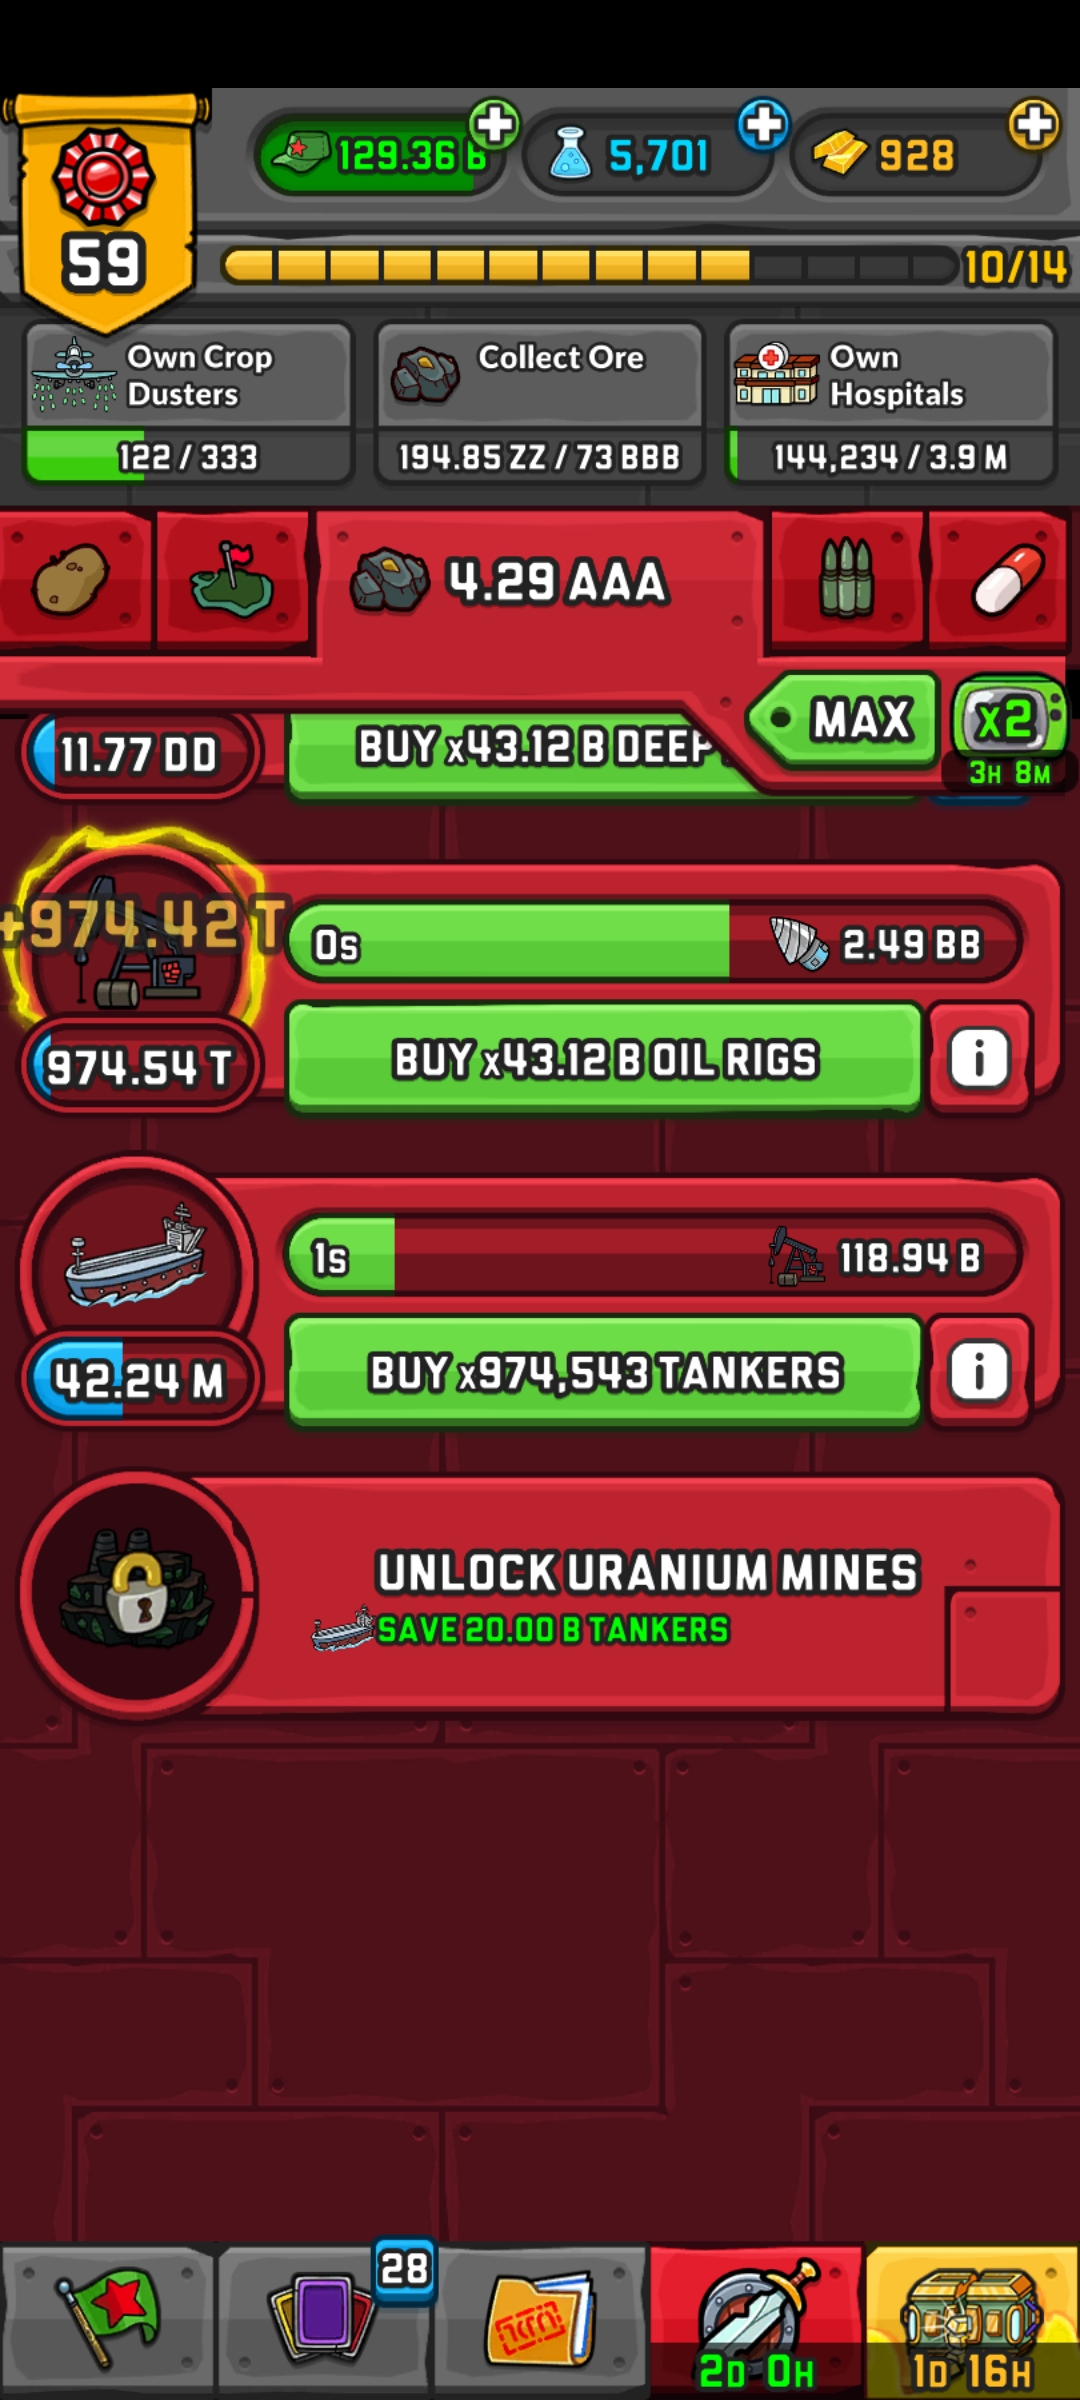 129.36 B
5,701
928
59
10/14
Own Crop
Dusters
122 / 333
Collect Ore
194.85 ZZ / 73 BBB
Own
Hospitals
144,234 / 3.9 M
4.29 AAA
MAX
x2
3H 8M
11.77 DD
BUY x43.12 B DEEP
+974.42 T
0s
2.49 BB
974.54 T
BUY x43.12 B OIL RIGS
i
1s
118.94 B
42.24 M
BUY x974,543 TANKERS
i
UNLOCK URANIUM MINES
SAVE 20.00 B TANKERS
28
2D 0H
1D 16H